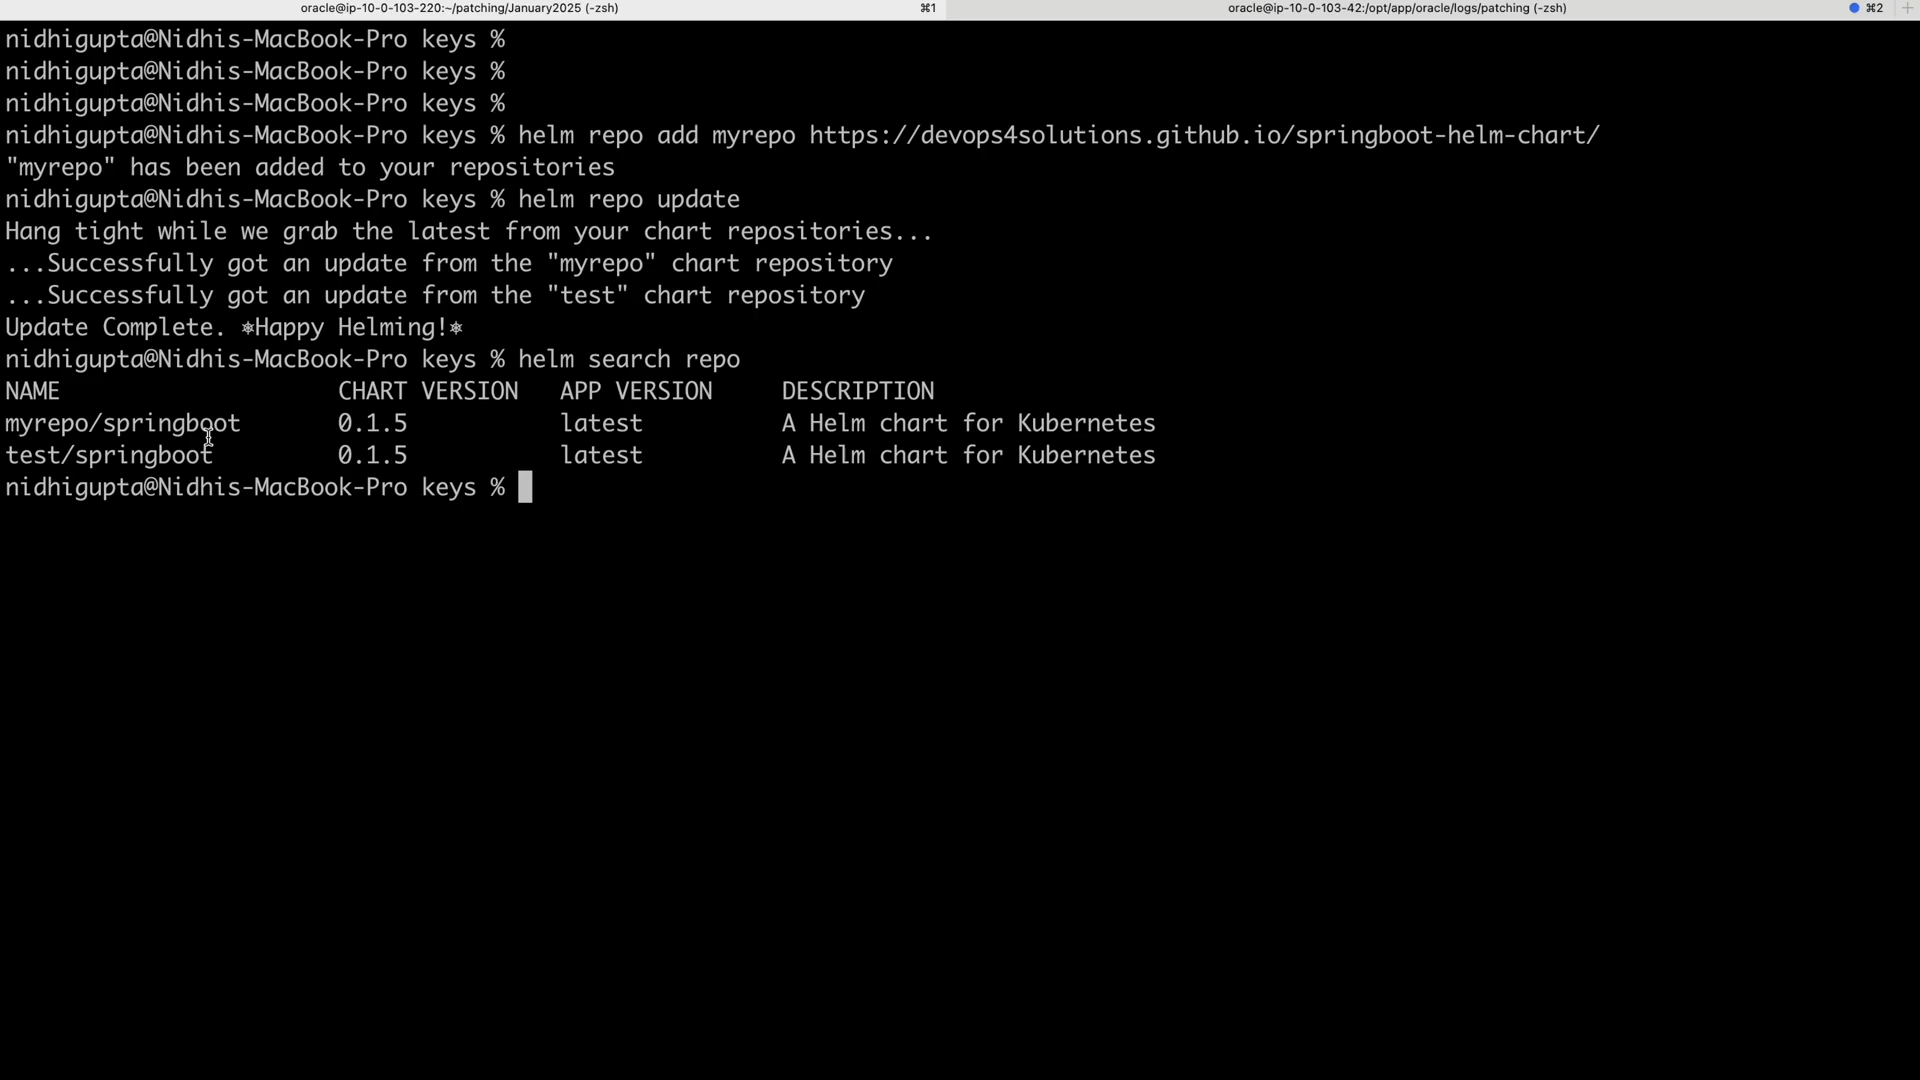 oracle@ip-10-0-103-220:~/patching/January2025 (-zsh) ⌘1 oracle@ip-10-0-103-42:/opt/app/oracle/logs/patching (-zsh) ⌘2 +
nidhigupta@Nidhis-MacBook-Pro keys %
nidhigupta@Nidhis-MacBook-Pro keys %
nidhigupta@Nidhis-MacBook-Pro keys %
nidhigupta@Nidhis-MacBook-Pro keys % helm repo add myrepo https://devops4solutions.github.io/springboot-helm-chart/
"myrepo" has been added to your repositories
nidhigupta@Nidhis-MacBook-Pro keys % helm repo update
Hang tight while we grab the latest from your chart repositories...
...Successfully got an update from the "myrepo" chart repository
...Successfully got an update from the "test" chart repository
Update Complete. ⎈Happy Helming!⎈
nidhigupta@Nidhis-MacBook-Pro keys % helm search repo
NAME CHART VERSION APP VERSION DESCRIPTION
myrepo/springboot 0.1.5 latest A Helm chart for Kubernetes
test/springboot 0.1.5 latest A Helm chart for Kubernetes
nidhigupta@Nidhis-MacBook-Pro keys %